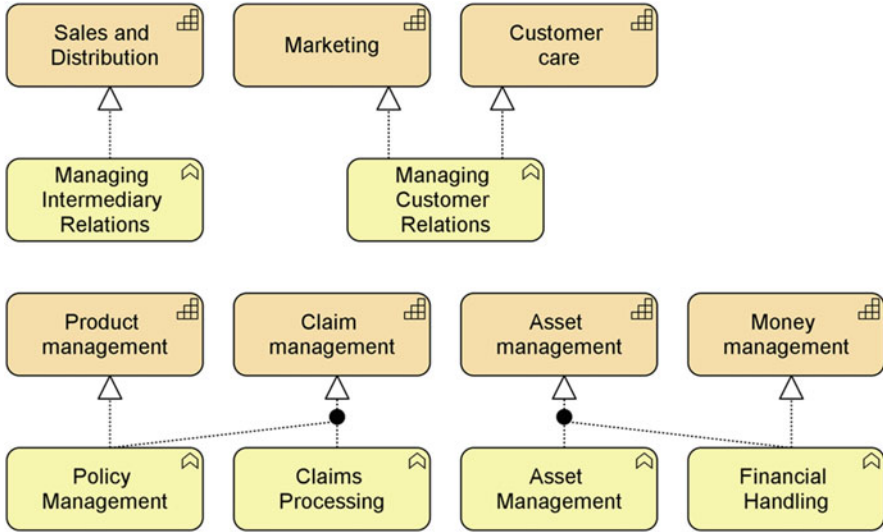 Sales and
Distribution
Marketing
Customer
care
Managing
Intermediary
Relations
Managing
Customer
Relations
Product
management
Claim
management
Asset
management
Money
management
Policy
Management
Claims
Processing
Asset
Management
Financial
Handling